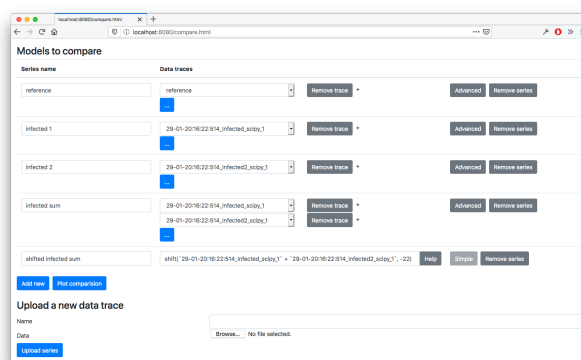 localhost:8080/compare.html
localhost:8080/compare.html
Models to compare
Series name Data traces
reference reference Remove trace + Advanced Remove series
...
infected 1 29-01-20:16:22:514_infected_scipy_1 Remove trace + Advanced Remove series
...
infected 2 29-01-20:16:22:514_infected2_scipy_1 Remove trace + Advanced Remove series
...
infected sum 29-01-20:16:22:514_infected_scipy_1 Remove trace + Advanced Remove series
29-01-20:16:22:514_infected2_scipy_1 Remove trace +
...
shifted infected sum shift(`29-01-20:16:22:514_infected_scipy_1` + `29-01-20:16:22:514_infected2_scipy_1`, -22) Help Simple Remove series
Add new Plot comparision
Upload a new data trace
Name
Data Browse... No file selected.
Upload series